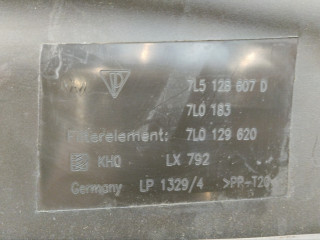 7L5 128 607 D
7L0 183
Filterelement: 7L0 129 620
KHQ LX 792
Germany LP 1329/4 >PP-T20